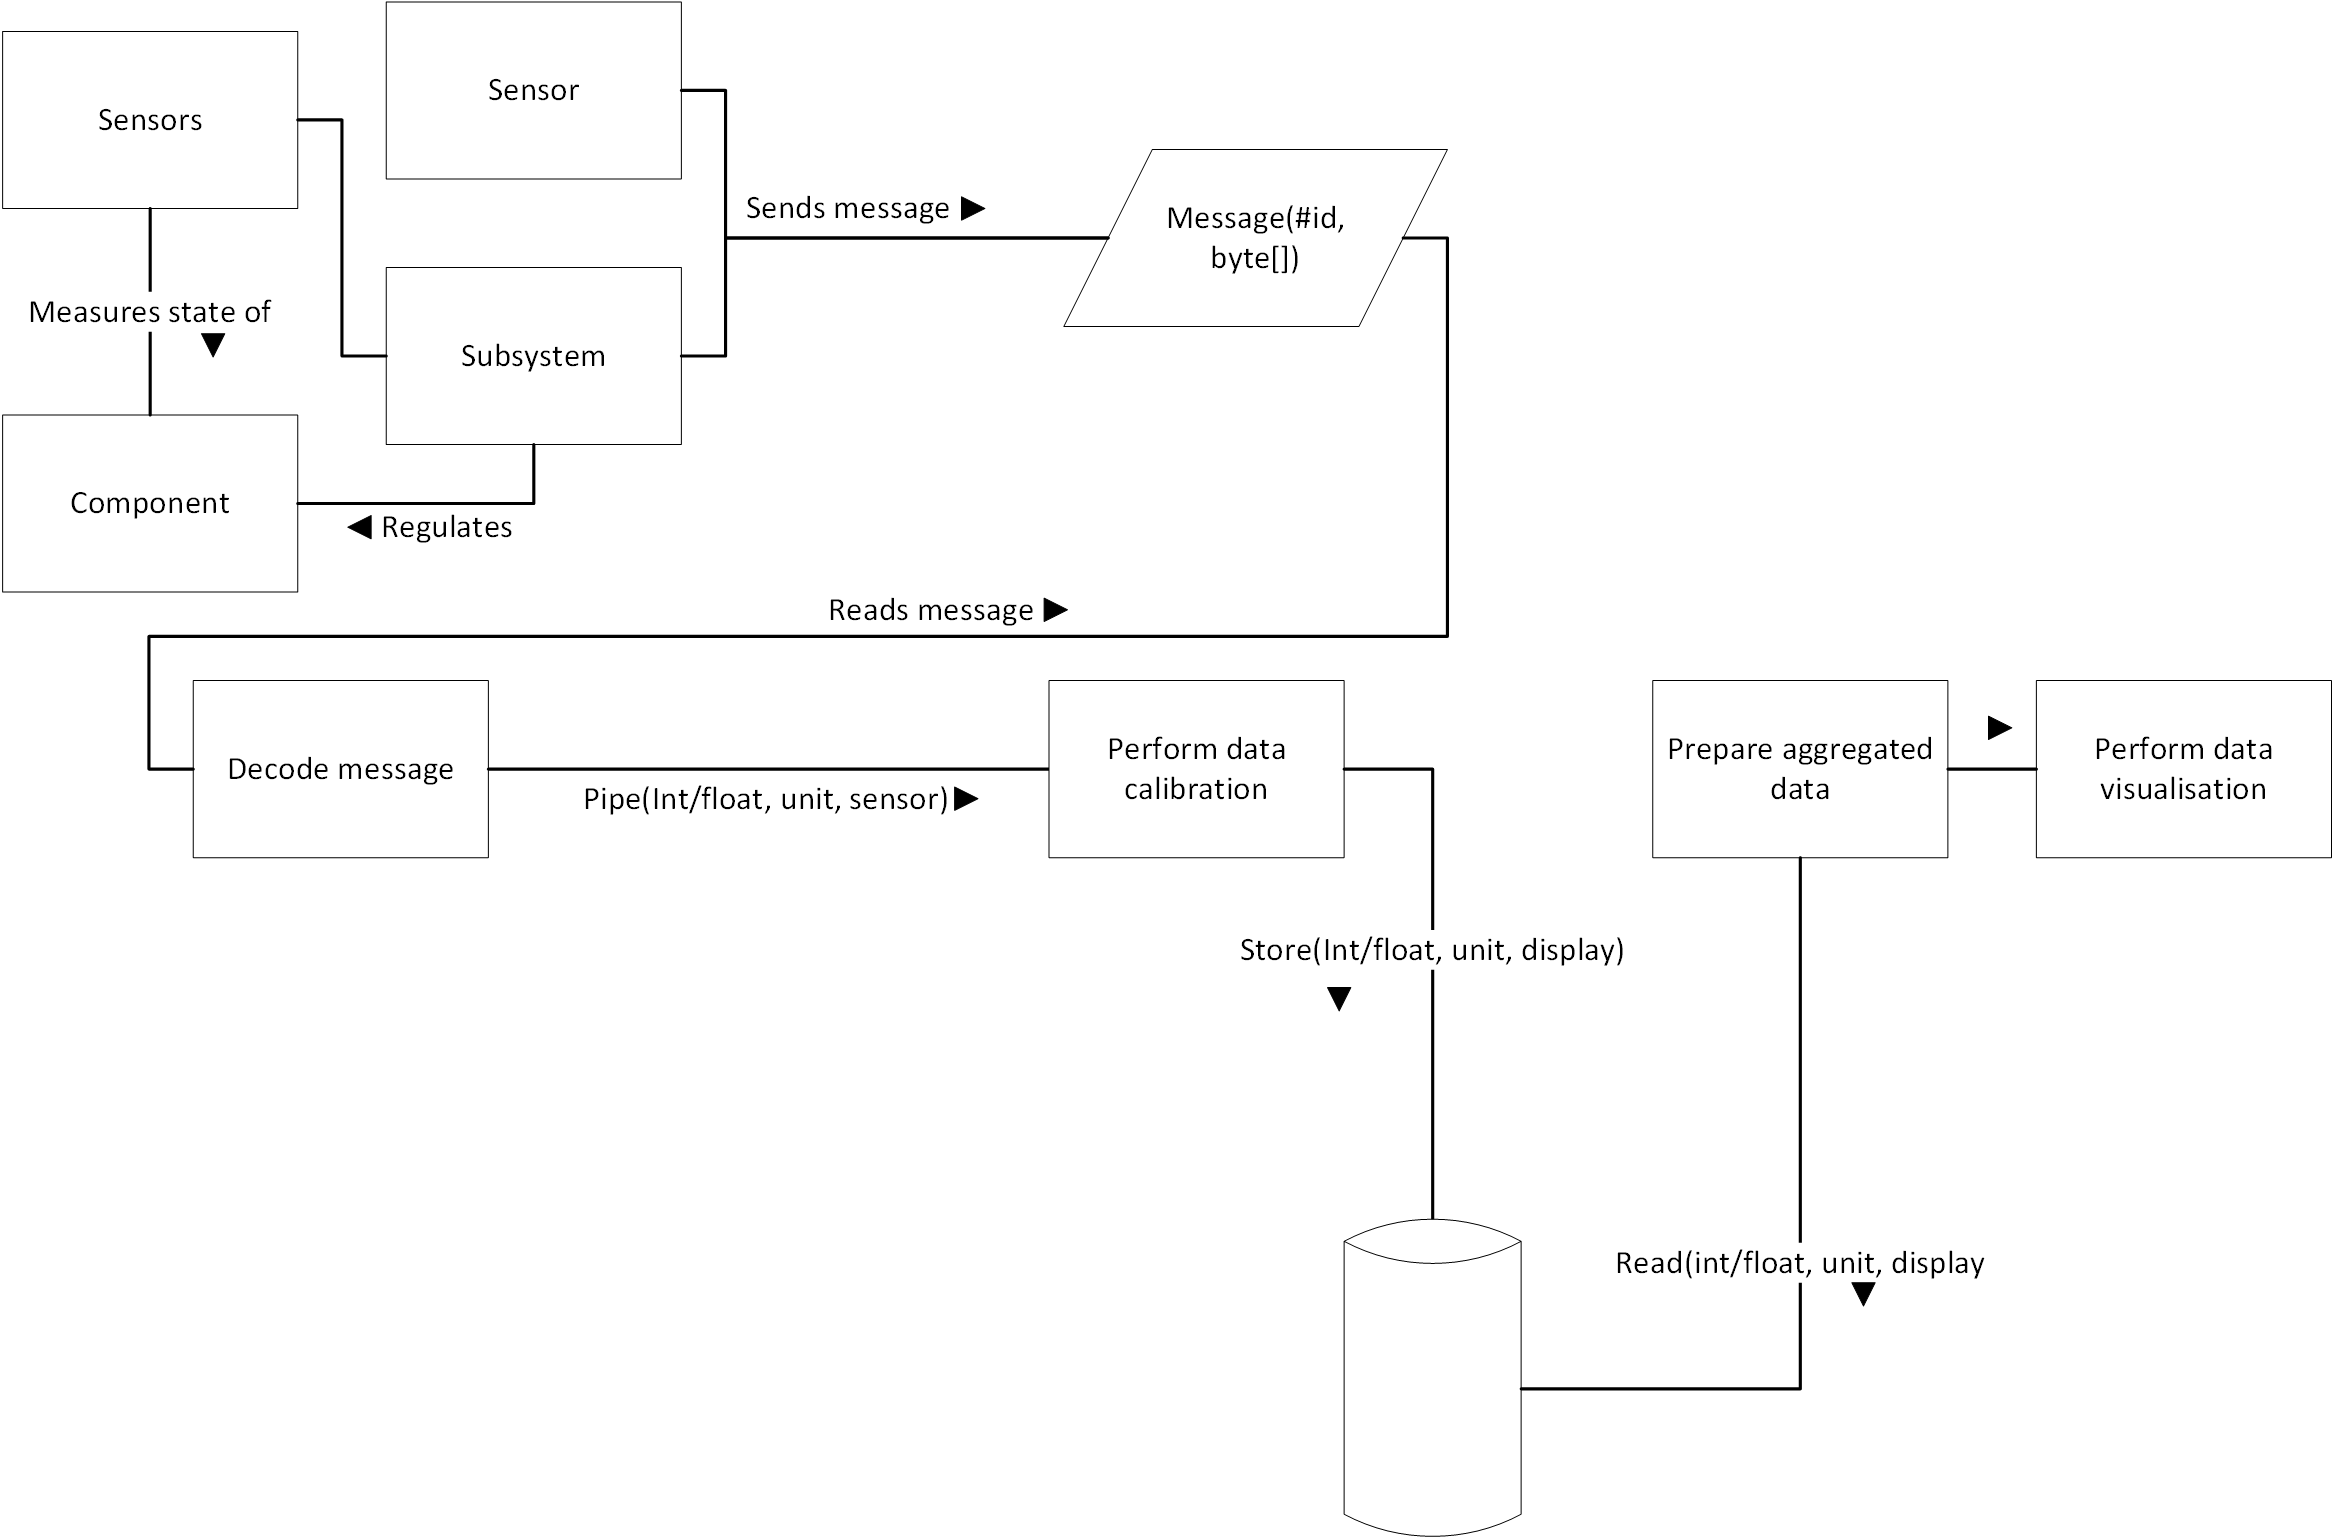 Sensors
Sensor
Sends message
Message(#id,
byte[])
Measures state of
Subsystem
Component
Regulates
Reads message
Decode message
Pipe(Int/float, unit, sensor)
Perform data
calibration
Prepare aggregated
data
Perform data
visualisation
Store(Int/float, unit, display)
Read(int/float, unit, display